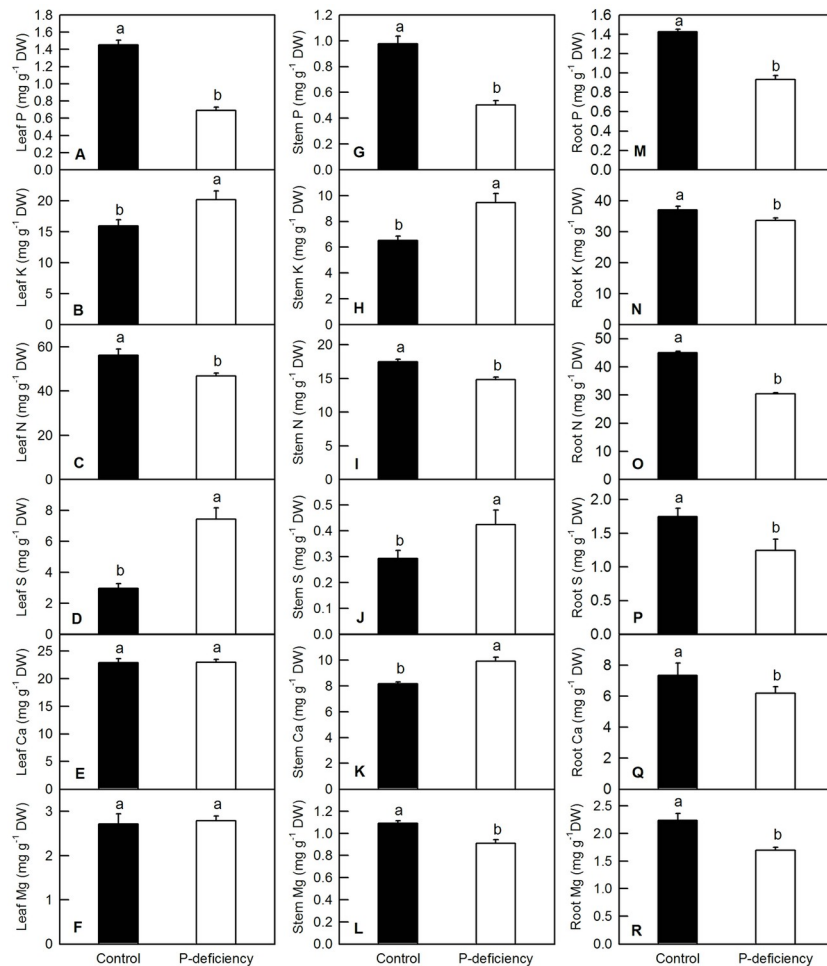 Leaf P (mg g⁻¹ DW)
1.8
1.6
1.4
1.2
1.0
0.8
0.6
0.4
0.2
0.0
a
b
A
Stem P (mg g⁻¹ DW)
1.2
1.0
0.8
0.6
0.4
0.2
0.0
a
b
G
Root P (mg g⁻¹ DW)
1.6
1.4
1.2
1.0
0.8
0.6
0.4
0.2
0.0
a
b
M
Leaf K (mg g⁻¹ DW)
20
15
10
5
0
b
a
B
Stem K (mg g⁻¹ DW)
10
8
6
4
2
0
b
a
H
Root K (mg g⁻¹ DW)
40
30
20
10
0
a
b
N
Leaf N (mg g⁻¹ DW)
60
40
20
0
a
b
C
Stem N (mg g⁻¹ DW)
20
15
10
5
0
a
b
I
Root N (mg g⁻¹ DW)
50
40
30
20
10
0
a
b
O
Leaf S (mg g⁻¹ DW)
8
6
4
2
0
b
a
D
Stem S (mg g⁻¹ DW)
0.5
0.4
0.3
0.2
0.1
0.0
b
a
J
Root S (mg g⁻¹ DW)
2.0
1.5
1.0
0.5
0.0
a
b
P
Leaf Ca (mg g⁻¹ DW)
25
20
15
10
5
0
a
a
E
Stem Ca (mg g⁻¹ DW)
10
8
6
4
2
0
b
a
K
Root Ca (mg g⁻¹ DW)
8
6
4
2
0
a
b
Q
Leaf Mg (mg g⁻¹ DW)
3
2
1
0
a
a
F
Stem Mg (mg g⁻¹ DW)
1.2
1.0
0.8
0.6
0.4
0.2
0.0
a
b
L
Root Mg (mg g⁻¹DW)
2.5
2.0
1.5
1.0
0.5
0.0
a
b
R
Control P-deficiency Control P-deficiency Control P-deficiency